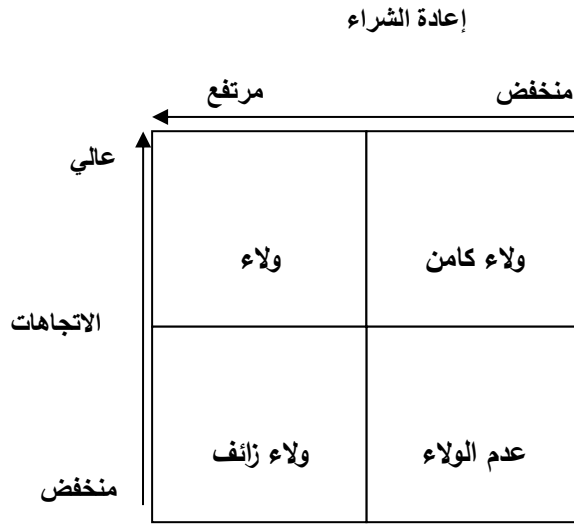 إعادة الشراء
منخفض
مرتفع
عالي
ولاء كامن
ولاء
الاتجاهات
عدم الولاء
ولاء زائف
منخفض